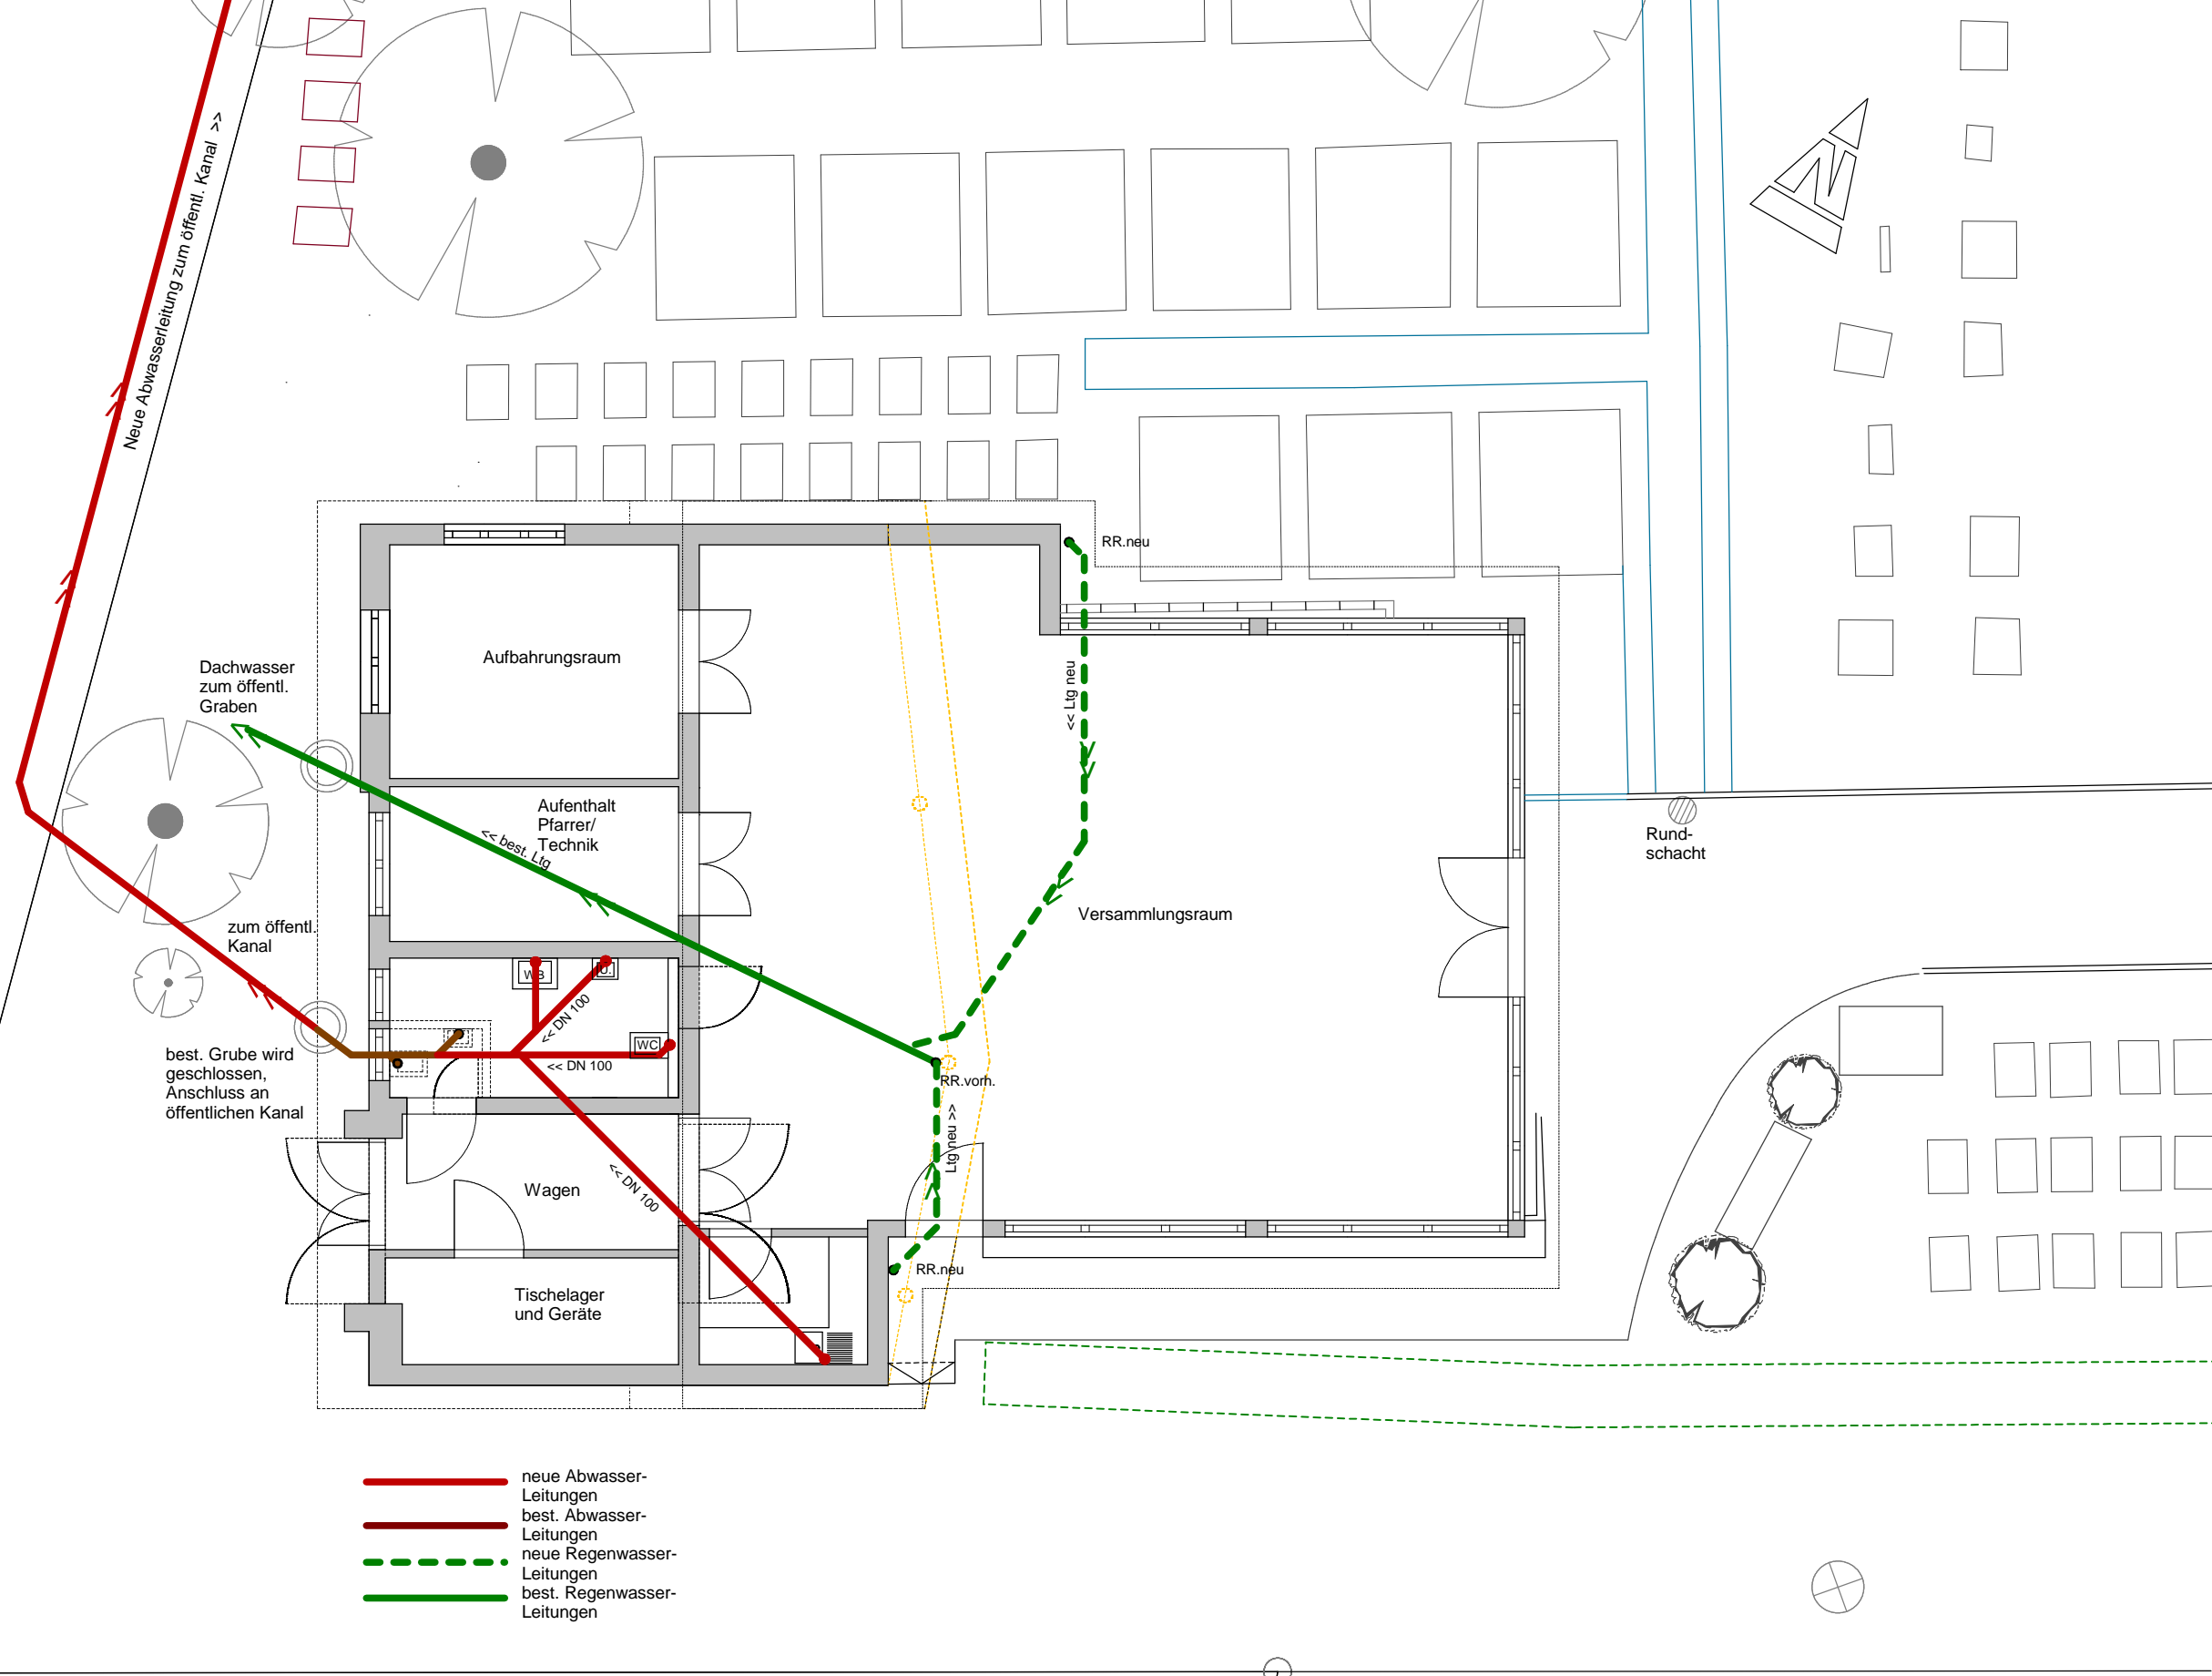 N
Neue Abwasserleitung zum öffentl. Kanal >>
RR.neu
Aufbahrungsraum
Dachwasser
zum öffentl.
Graben
<< Ltg neu
Aufenthalt
Pfarrer/
Technik
<< best. Ltg
Rund-
schacht
Versammlungsraum
zum öffentl.
Kanal
WB
U.
<< DN 100
WC
<< DN 100
best. Grube wird
geschlossen,
Anschluss an
öffentlichen Kanal
RR.vorh.
Ltg neu >>
Wagen
<< DN 100
RR.neu
Tischelager
und Geräte
neue Abwasser-
Leitungen
best. Abwasser-
Leitungen
neue Regenwasser-
Leitungen
best. Regenwasser-
Leitungen